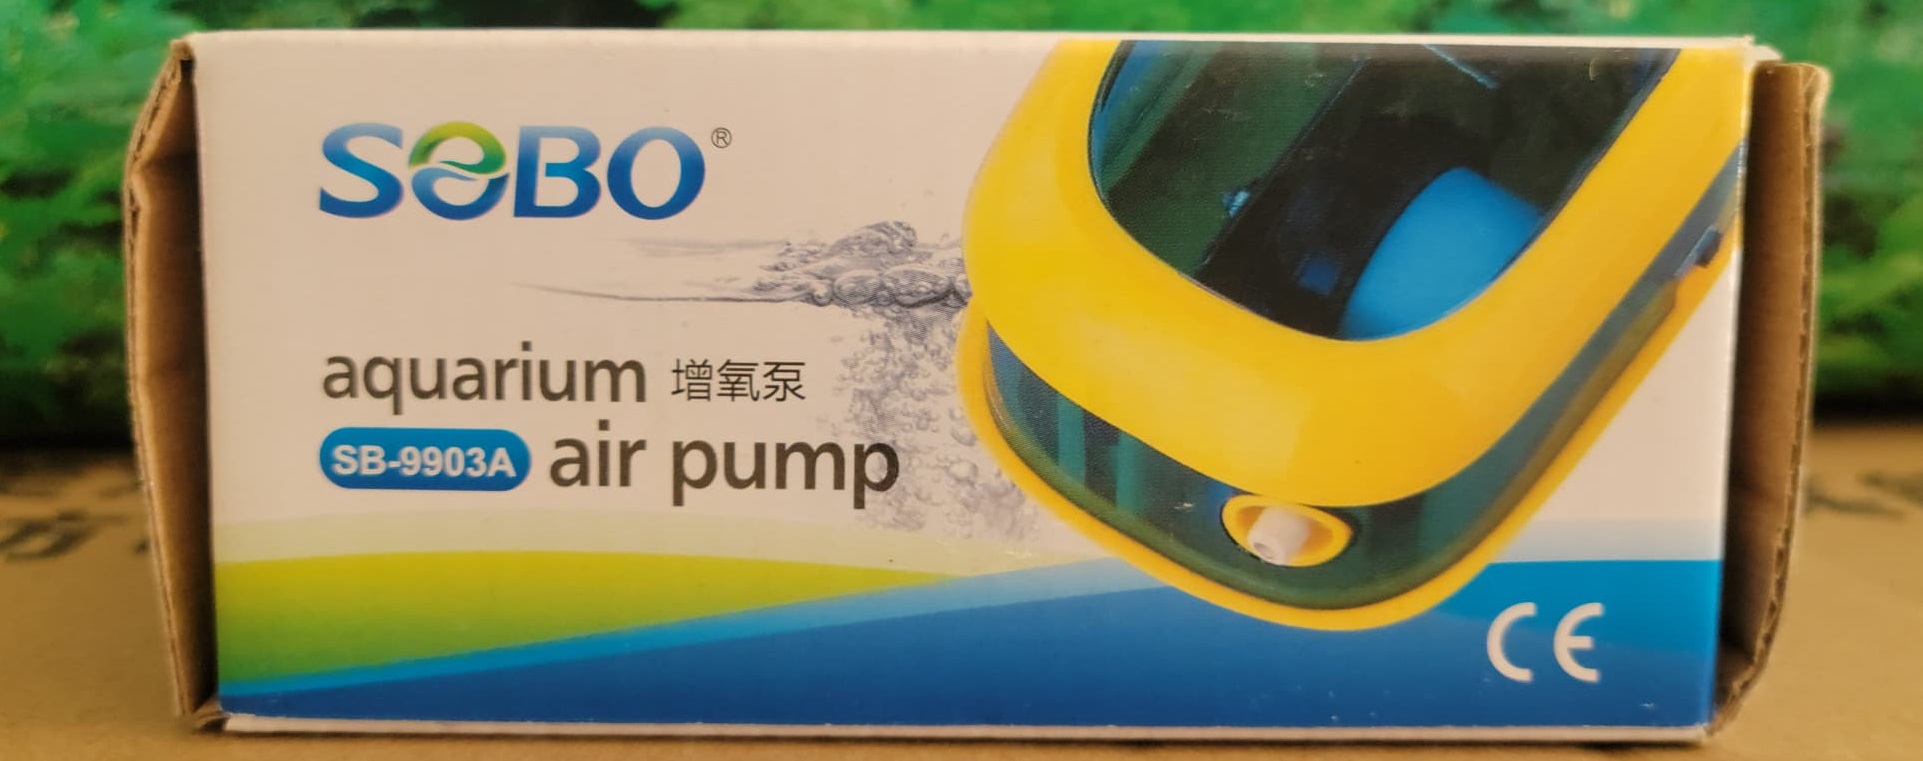 SOBO®
aquarium 增氧泵
SB-9903A air pump
CE